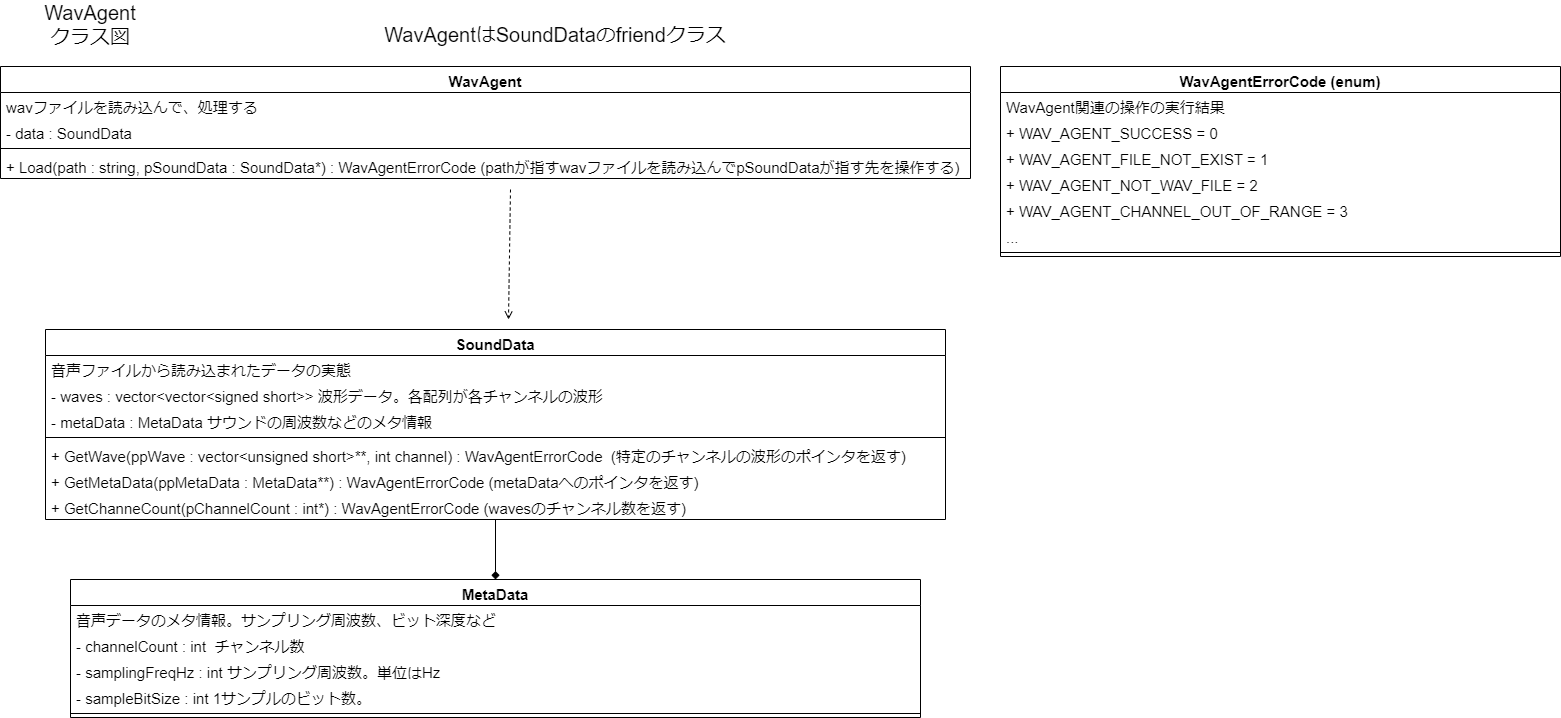 WavAgent
クラス図
WavAgentはSoundDataのfriendクラス
WavAgent
wavファイルを読み込んで、処理する
- data : SoundData
+ Load(path : string, pSoundData : SoundData*) : WavAgentErrorCode (pathが指すwavファイルを読み込んでpSoundDataが指す先を操作する)
WavAgentErrorCode (enum)
WavAgent関連の操作の実行結果
+ WAV_AGENT_SUCCESS = 0
+ WAV_AGENT_FILE_NOT_EXIST = 1
+ WAV_AGENT_NOT_WAV_FILE = 2
+ WAV_AGENT_CHANNEL_OUT_OF_RANGE = 3
...
SoundData
音声ファイルから読み込まれたデータの実態
- waves : vector<vector<signed short>> 波形データ。各配列が各チャンネルの波形
- metaData : MetaData サウンドの周波数などのメタ情報
+ GetWave(ppWave : vector<unsigned short>**, int channel) : WavAgentErrorCode  (特定のチャンネルの波形のポインタを返す)
+ GetMetaData(ppMetaData : MetaData**) : WavAgentErrorCode (metaDataへのポインタを返す)
+ GetChanneCount(pChannelCount : int*) : WavAgentErrorCode (wavesのチャンネル数を返す)
MetaData
音声データのメタ情報。サンプリング周波数、ビット深度など
- channelCount : int  チャンネル数
- samplingFreqHz : int サンプリング周波数。単位はHz
- sampleBitSize : int 1サンプルのビット数。